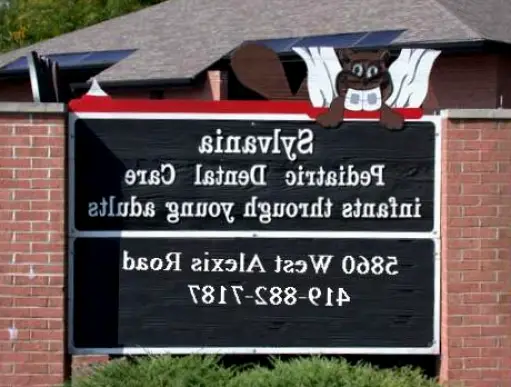 Sylvania
Pediatric Dental Care
infants through young adults
5860 West Alexis Road
419-882-7187